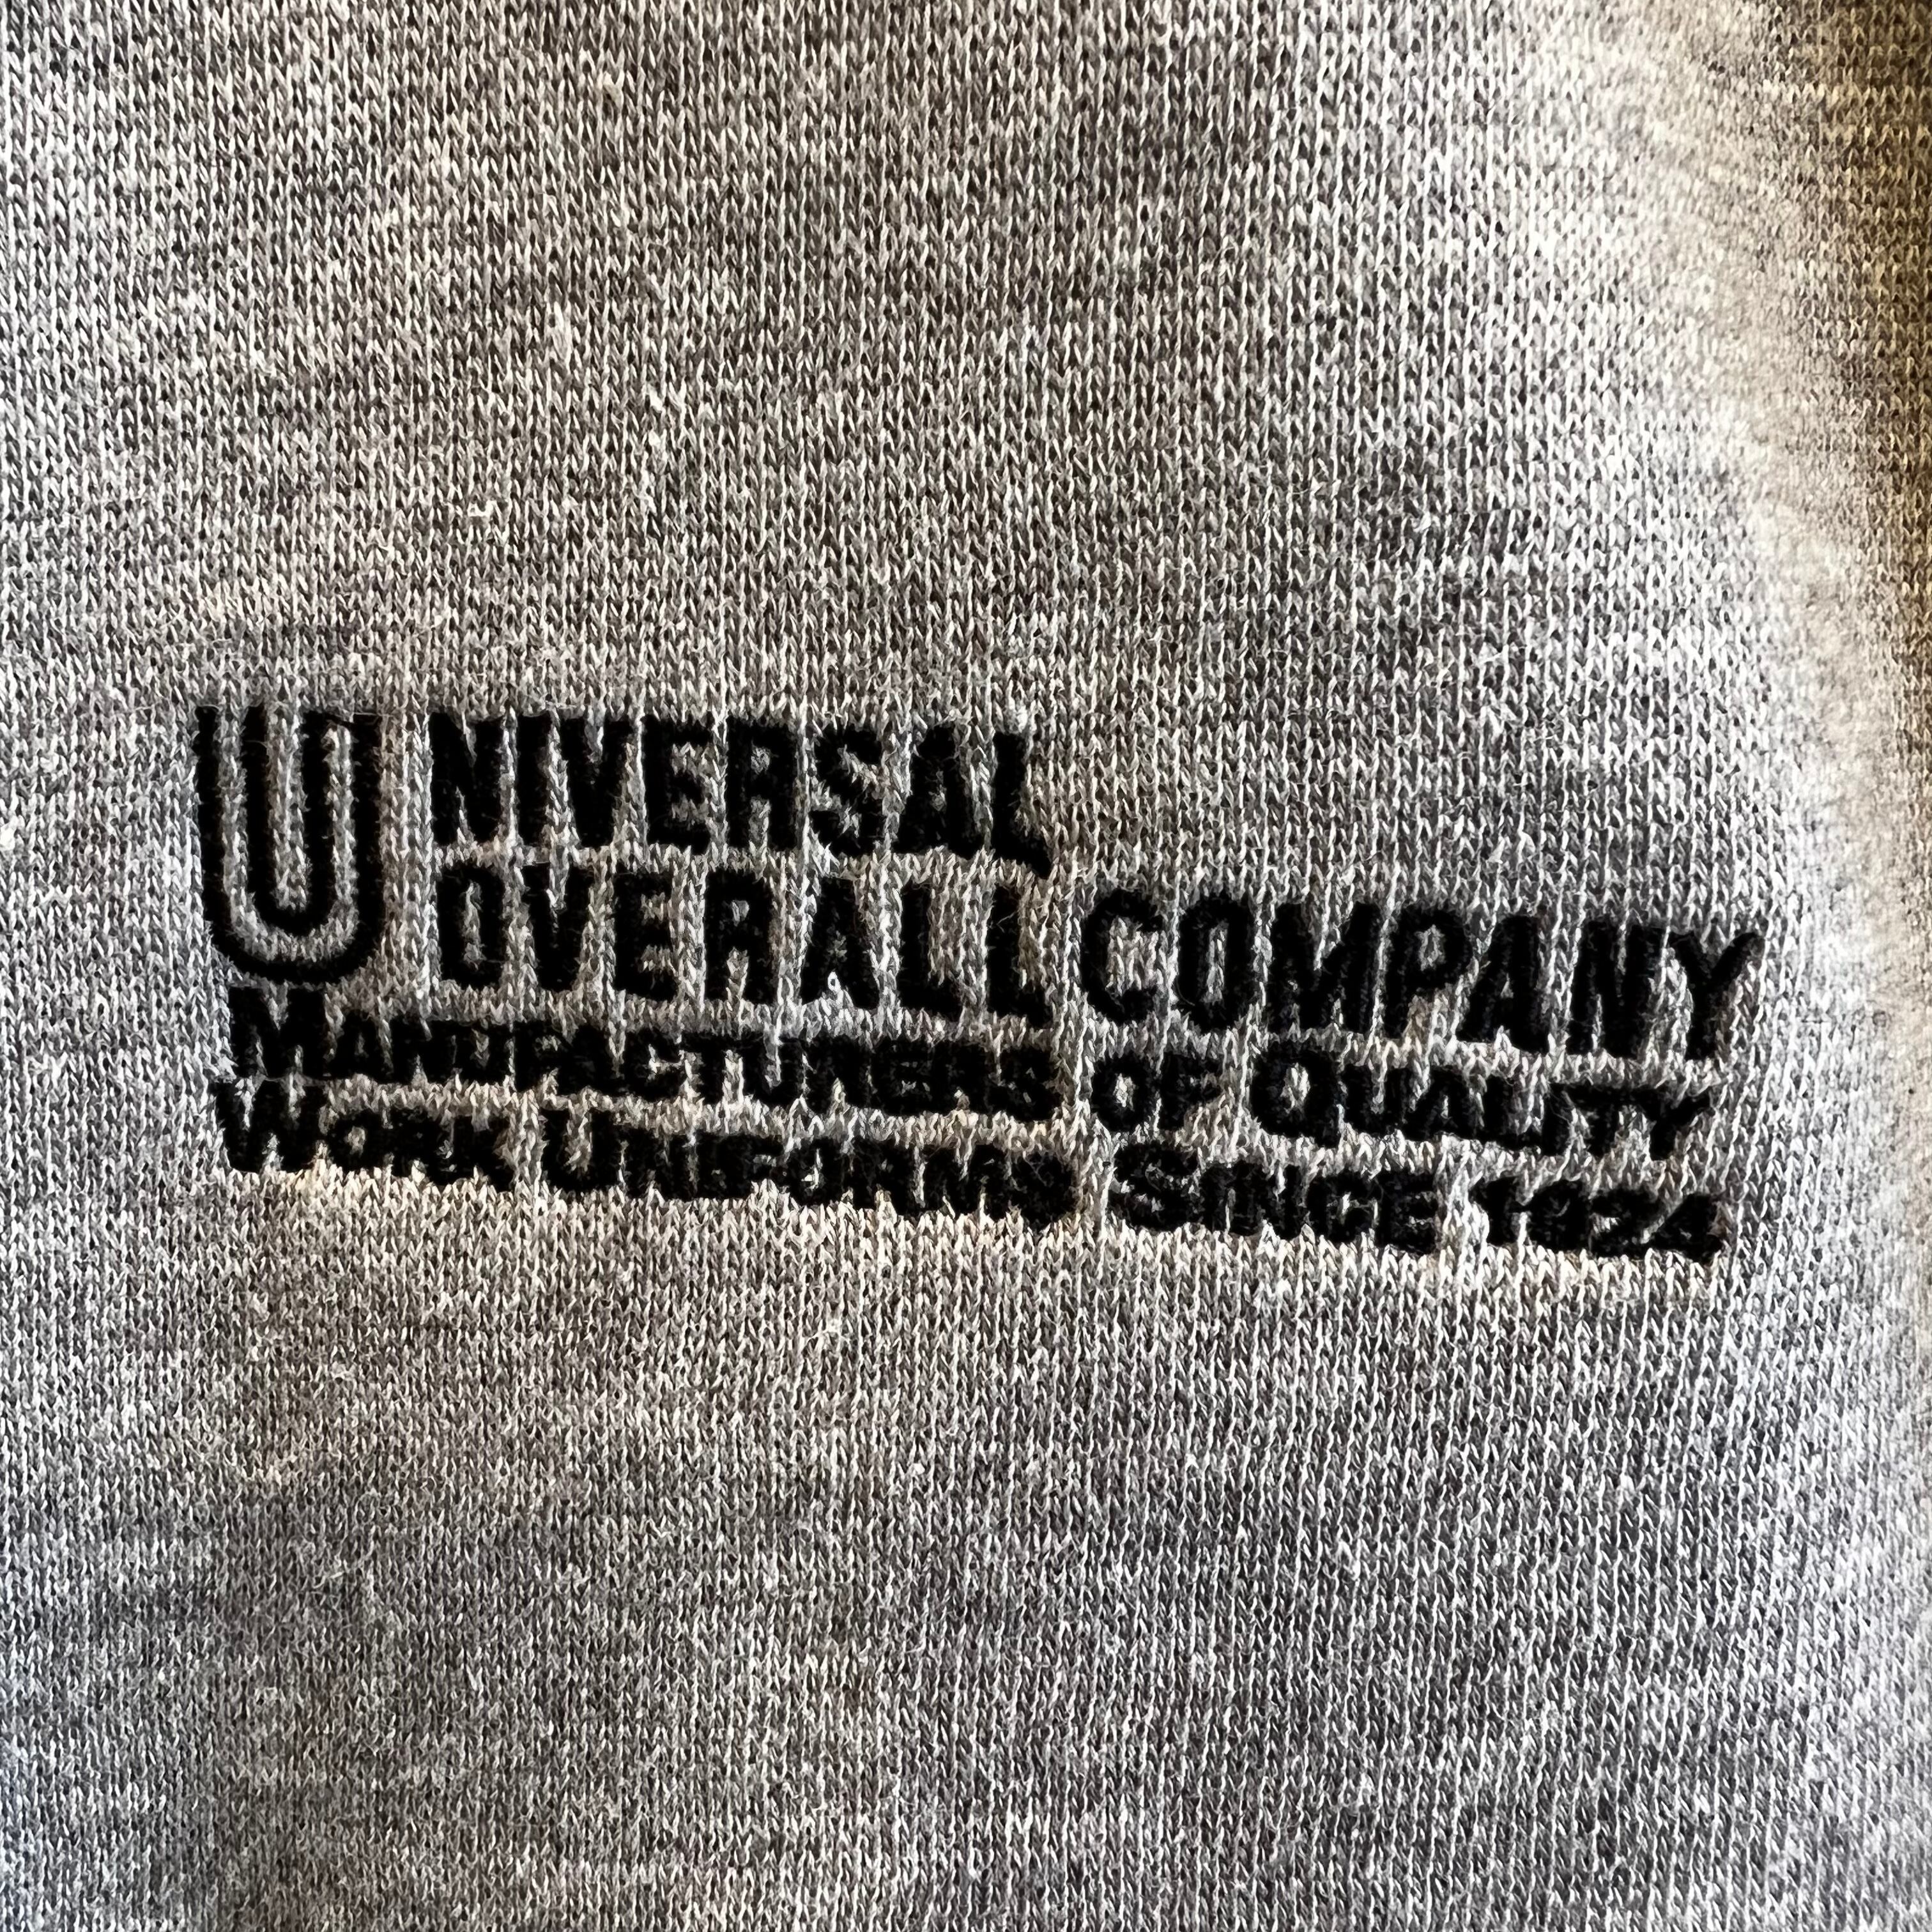 UNIVERSAL
OVERALL COMPANY
MANUFACTURERS OF QUALITY
WORK UNIFORMS SINCE 1924